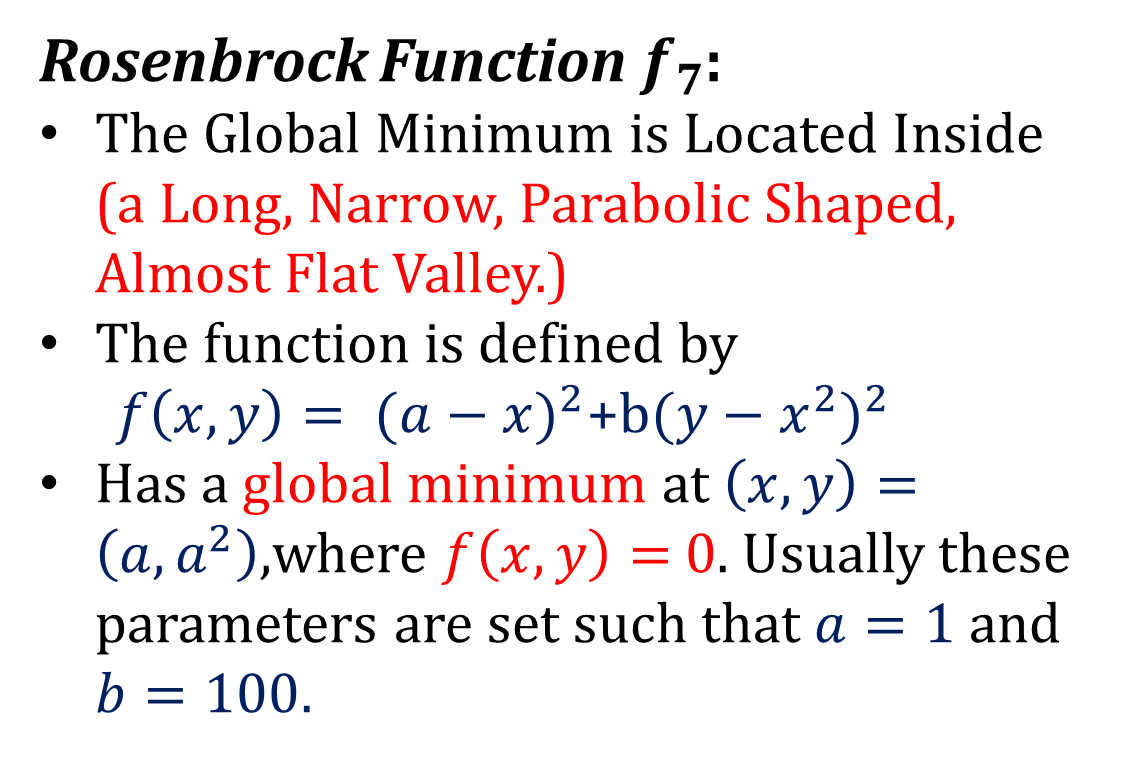 Rosenbrock Function f₇:
• The Global Minimum is Located Inside
(a Long, Narrow, Parabolic Shaped,
Almost Flat Valley.)
• The function is defined by
f(x, y) = (a − x)²+b(y − x²)²
• Has a global minimum at (x, y) =
(a, a²),where f(x, y) = 0. Usually these
parameters are set such that a = 1 and
b = 100.